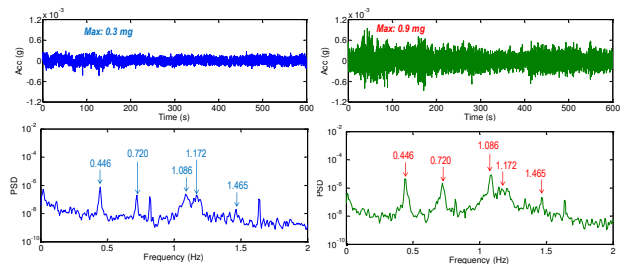 1.2 x 10-3
Max: 0.3 mg
0.6
0
-0.6
-1.2
Acc (g)
0 100 200 300 400 500 600
Time (s)
1.2 x 10-3
Max: 0.9 mg
0.6
0
-0.6
-1.2
Acc (g)
0 100 200 300 400 500 600
Time (s)
10-2
10-4
10-6
10-8
10-10
PSD
0.446 0.720 1.086 1.172 1.465
0 0.5 1 1.5 2
Frequency (Hz)
10-2
10-4
10-6
10-8
10-10
PSD
0.446 0.720 1.086 1.172 1.465
0 0.5 1 1.5 2
Frequency (Hz)